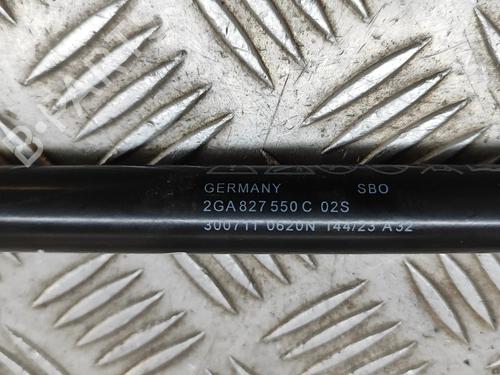 GERMANY SBO
2GA 827 550 C 02S
300711 0620N 144/23 A32